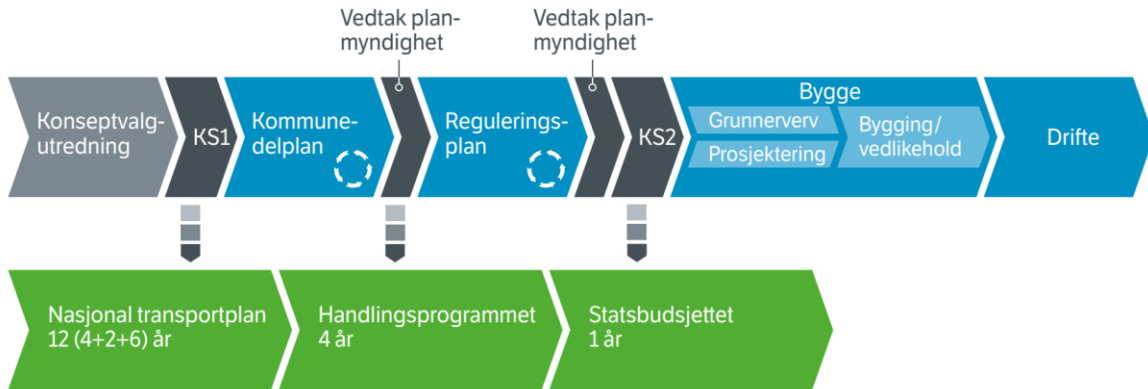 Vedtak plan-
myndighet
Vedtak plan-
myndighet
Konseptvalg-
utredning
KS1
Kommune-
delplan
Regulerings-
plan
KS2
Bygge
Grunnerverv
Prosjektering
Bygging/
vedlikehold
Drifte
Nasjonal transportplan
12 (4+2+6) år
Handlingsprogrammet
4 år
Statsbudsjettet
1 år